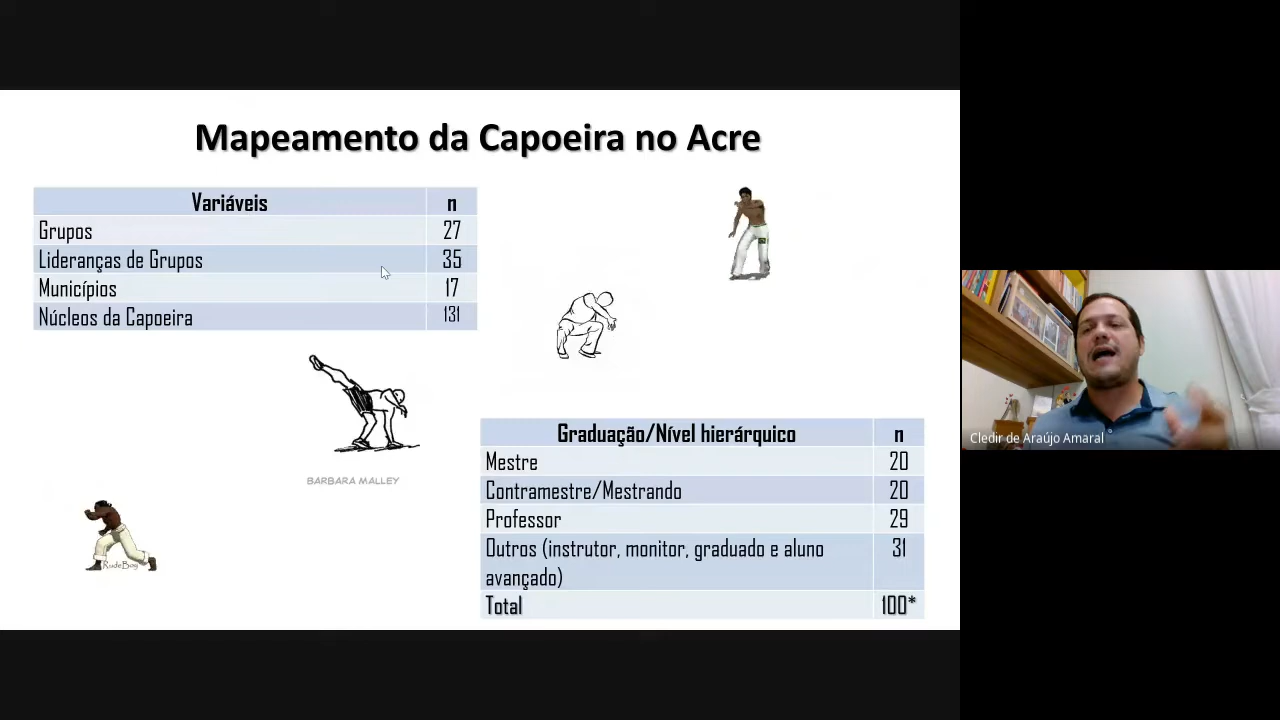 Mapeamento da Capoeira no Acre
Variáveis n
Grupos 27
Lideranças de Grupos 35
Municípios 17
Núcleos da Capoeira 131
BARBARA MALLEY
RudeBoy
Graduação/Nível hierárquico n
Mestre 20
Contramestre/Mestrando 20
Professor 29
Outros (instrutor, monitor, graduado e aluno 31
avançado)
Total 100*
Cledir de Araújo Amaral